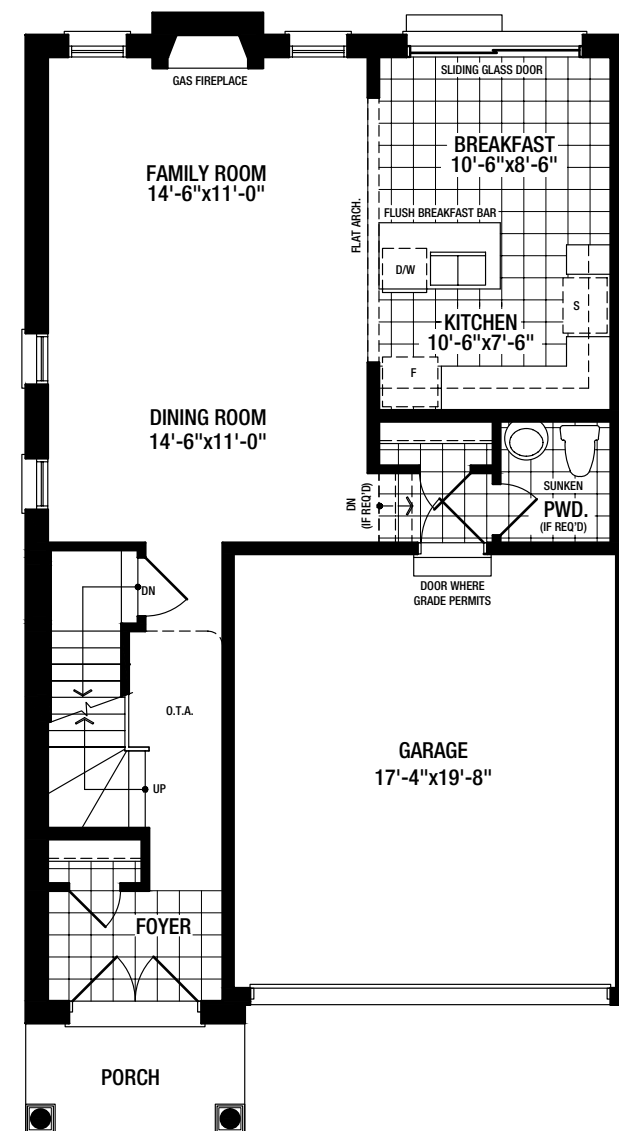 GAS FIREPLACE
SLIDING GLASS DOOR
FAMILY ROOM
14'-6"x11'-0"
BREAKFAST
10'-6"x8'-6"
FLAT ARCH.
FLUSH BREAKFAST BAR
D/W
S
KITCHEN
10'-6"x7'-6"
F
DINING ROOM
14'-6"x11'-0"
DN
(IF REQ'D)
SUNKEN
PWD.
(IF REQ'D)
DOOR WHERE
GRADE PERMITS
DN
O.T.A.
UP
GARAGE
17'-4"x19'-8"
FOYER
PORCH